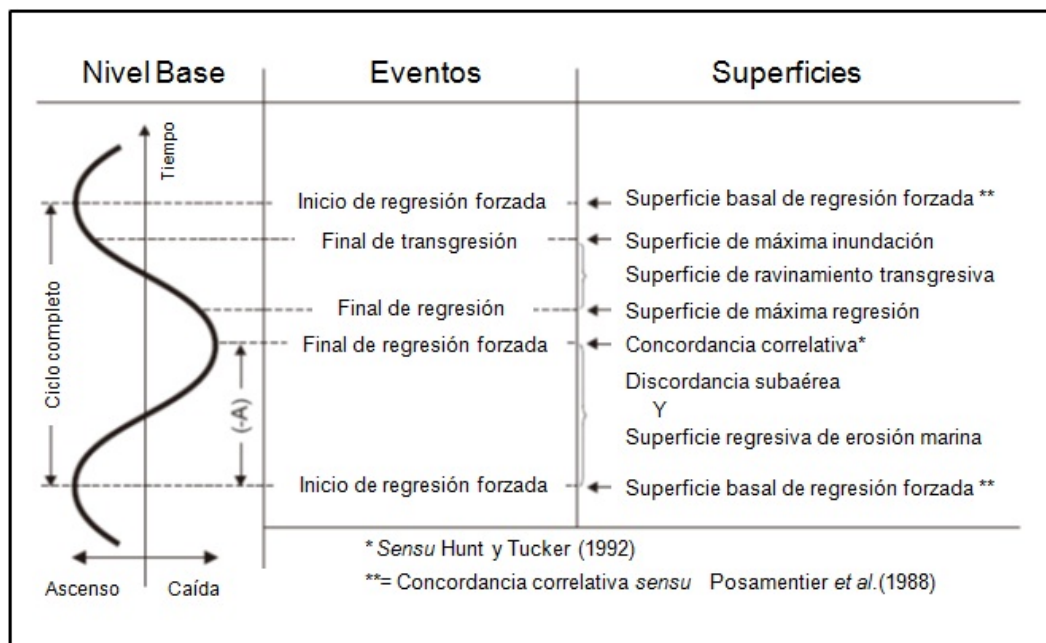 Nivel Base
Eventos
Superficies
Tiempo
Inicio de regresión forzada
Superficie basal de regresión forzada **
Final de transgresión
Superficie de máxima inundación
Superficie de ravinamiento transgresiva
Final de regresión
Superficie de máxima regresión
Final de regresión forzada
Concordancia correlativa*
Ciclo completo
(-A)
Discordancia subaérea
Y
Superficie regresiva de erosión marina
Inicio de regresión forzada
Superficie basal de regresión forzada **
Ascenso
Caída
* Sensu Hunt y Tucker (1992)
**= Concordancia correlativa sensu Posamentier et al.(1988)